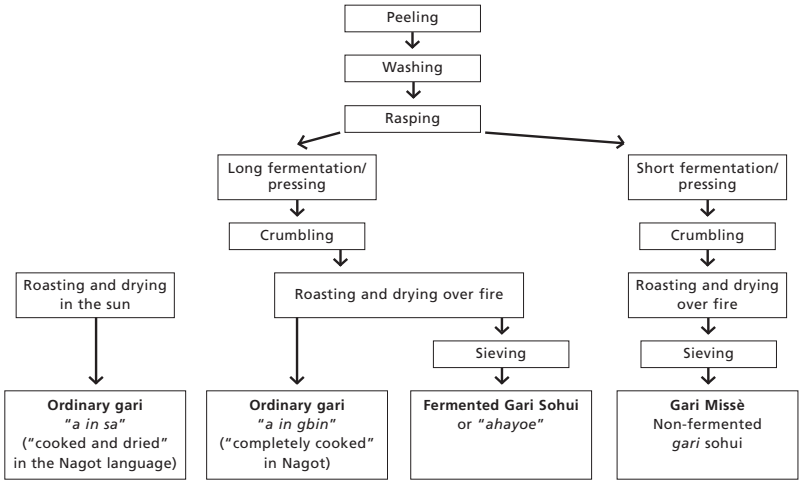 Peeling
Washing
Rasping
Long fermentation/
pressing
Short fermentation/
pressing
Crumbling
Crumbling
Roasting and drying
in the sun
Roasting and drying over fire
Roasting and drying
over fire
Sieving
Sieving
Ordinary gari
"a in sa"
("cooked and dried"
in the Nagot language)
Ordinary gari
"a in gbin"
("completely cooked"
in Nagot)
Fermented Gari Sohui
or "ahayoe"
Gari Missè
Non-fermented
gari sohui